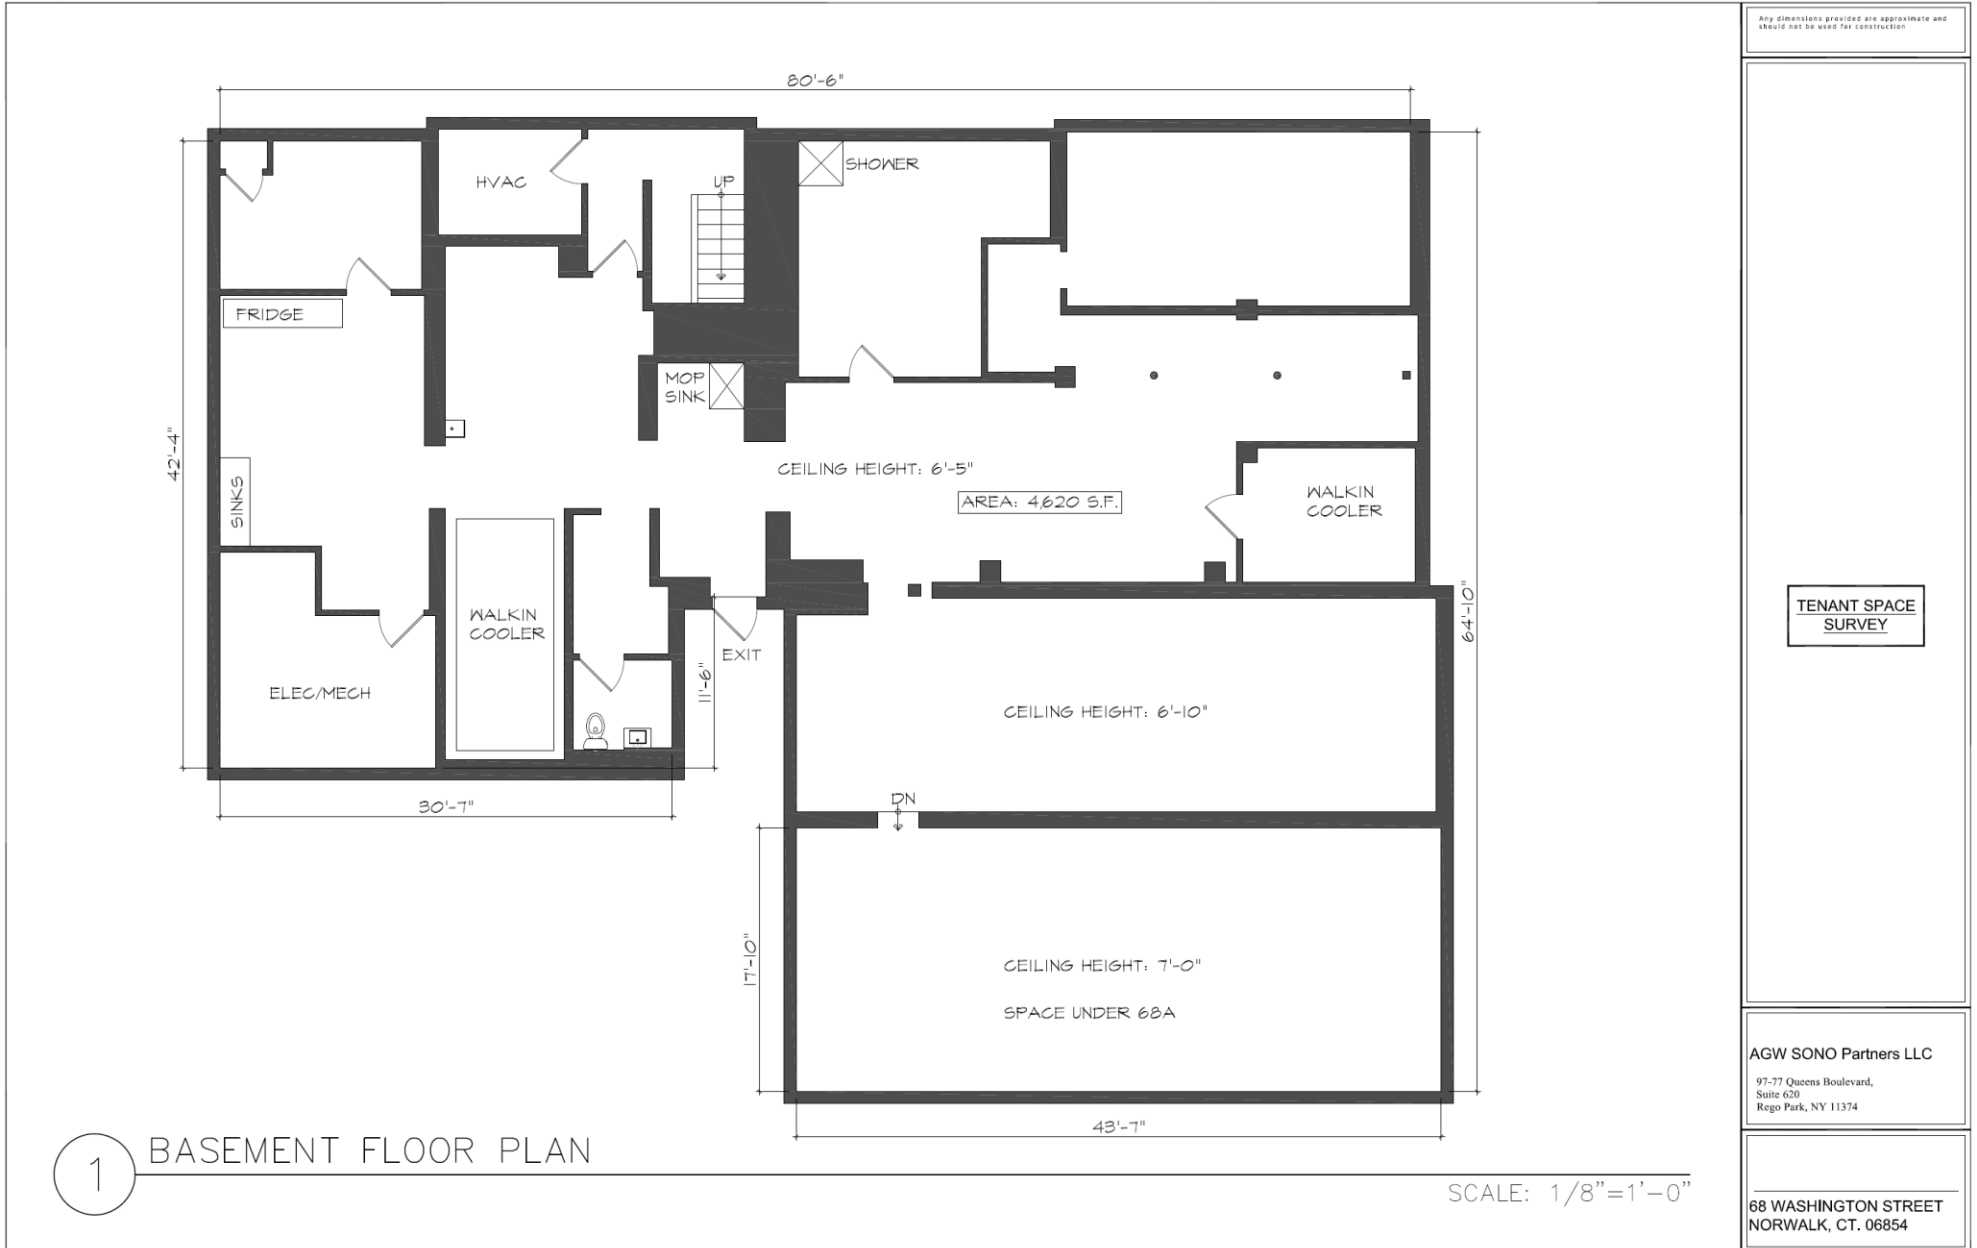 Any dimensions provided are approximate and
should not be used for construction
80'-6"
SHOWER
HVAC
UP
FRIDGE
MOP
SINK
42'-4"
CEILING HEIGHT: 6'-5"
AREA: 4,620 S.F.
WALKIN
COOLER
SINKS
WALKIN
COOLER
64'-10"
TENANT SPACE
SURVEY
EXIT
11'-6"
ELEC/MECH
CEILING HEIGHT: 6'-10"
30'-7"
DN
17'-10"
CEILING HEIGHT: 7'-0"
SPACE UNDER 68A
43'-7"
1
BASEMENT FLOOR PLAN
SCALE: 1/8"=1'-0"
AGW SONO Partners LLC
97-77 Queens Boulevard,
Suite 620
Rego Park, NY 11374
68 WASHINGTON STREET
NORWALK, CT. 06854